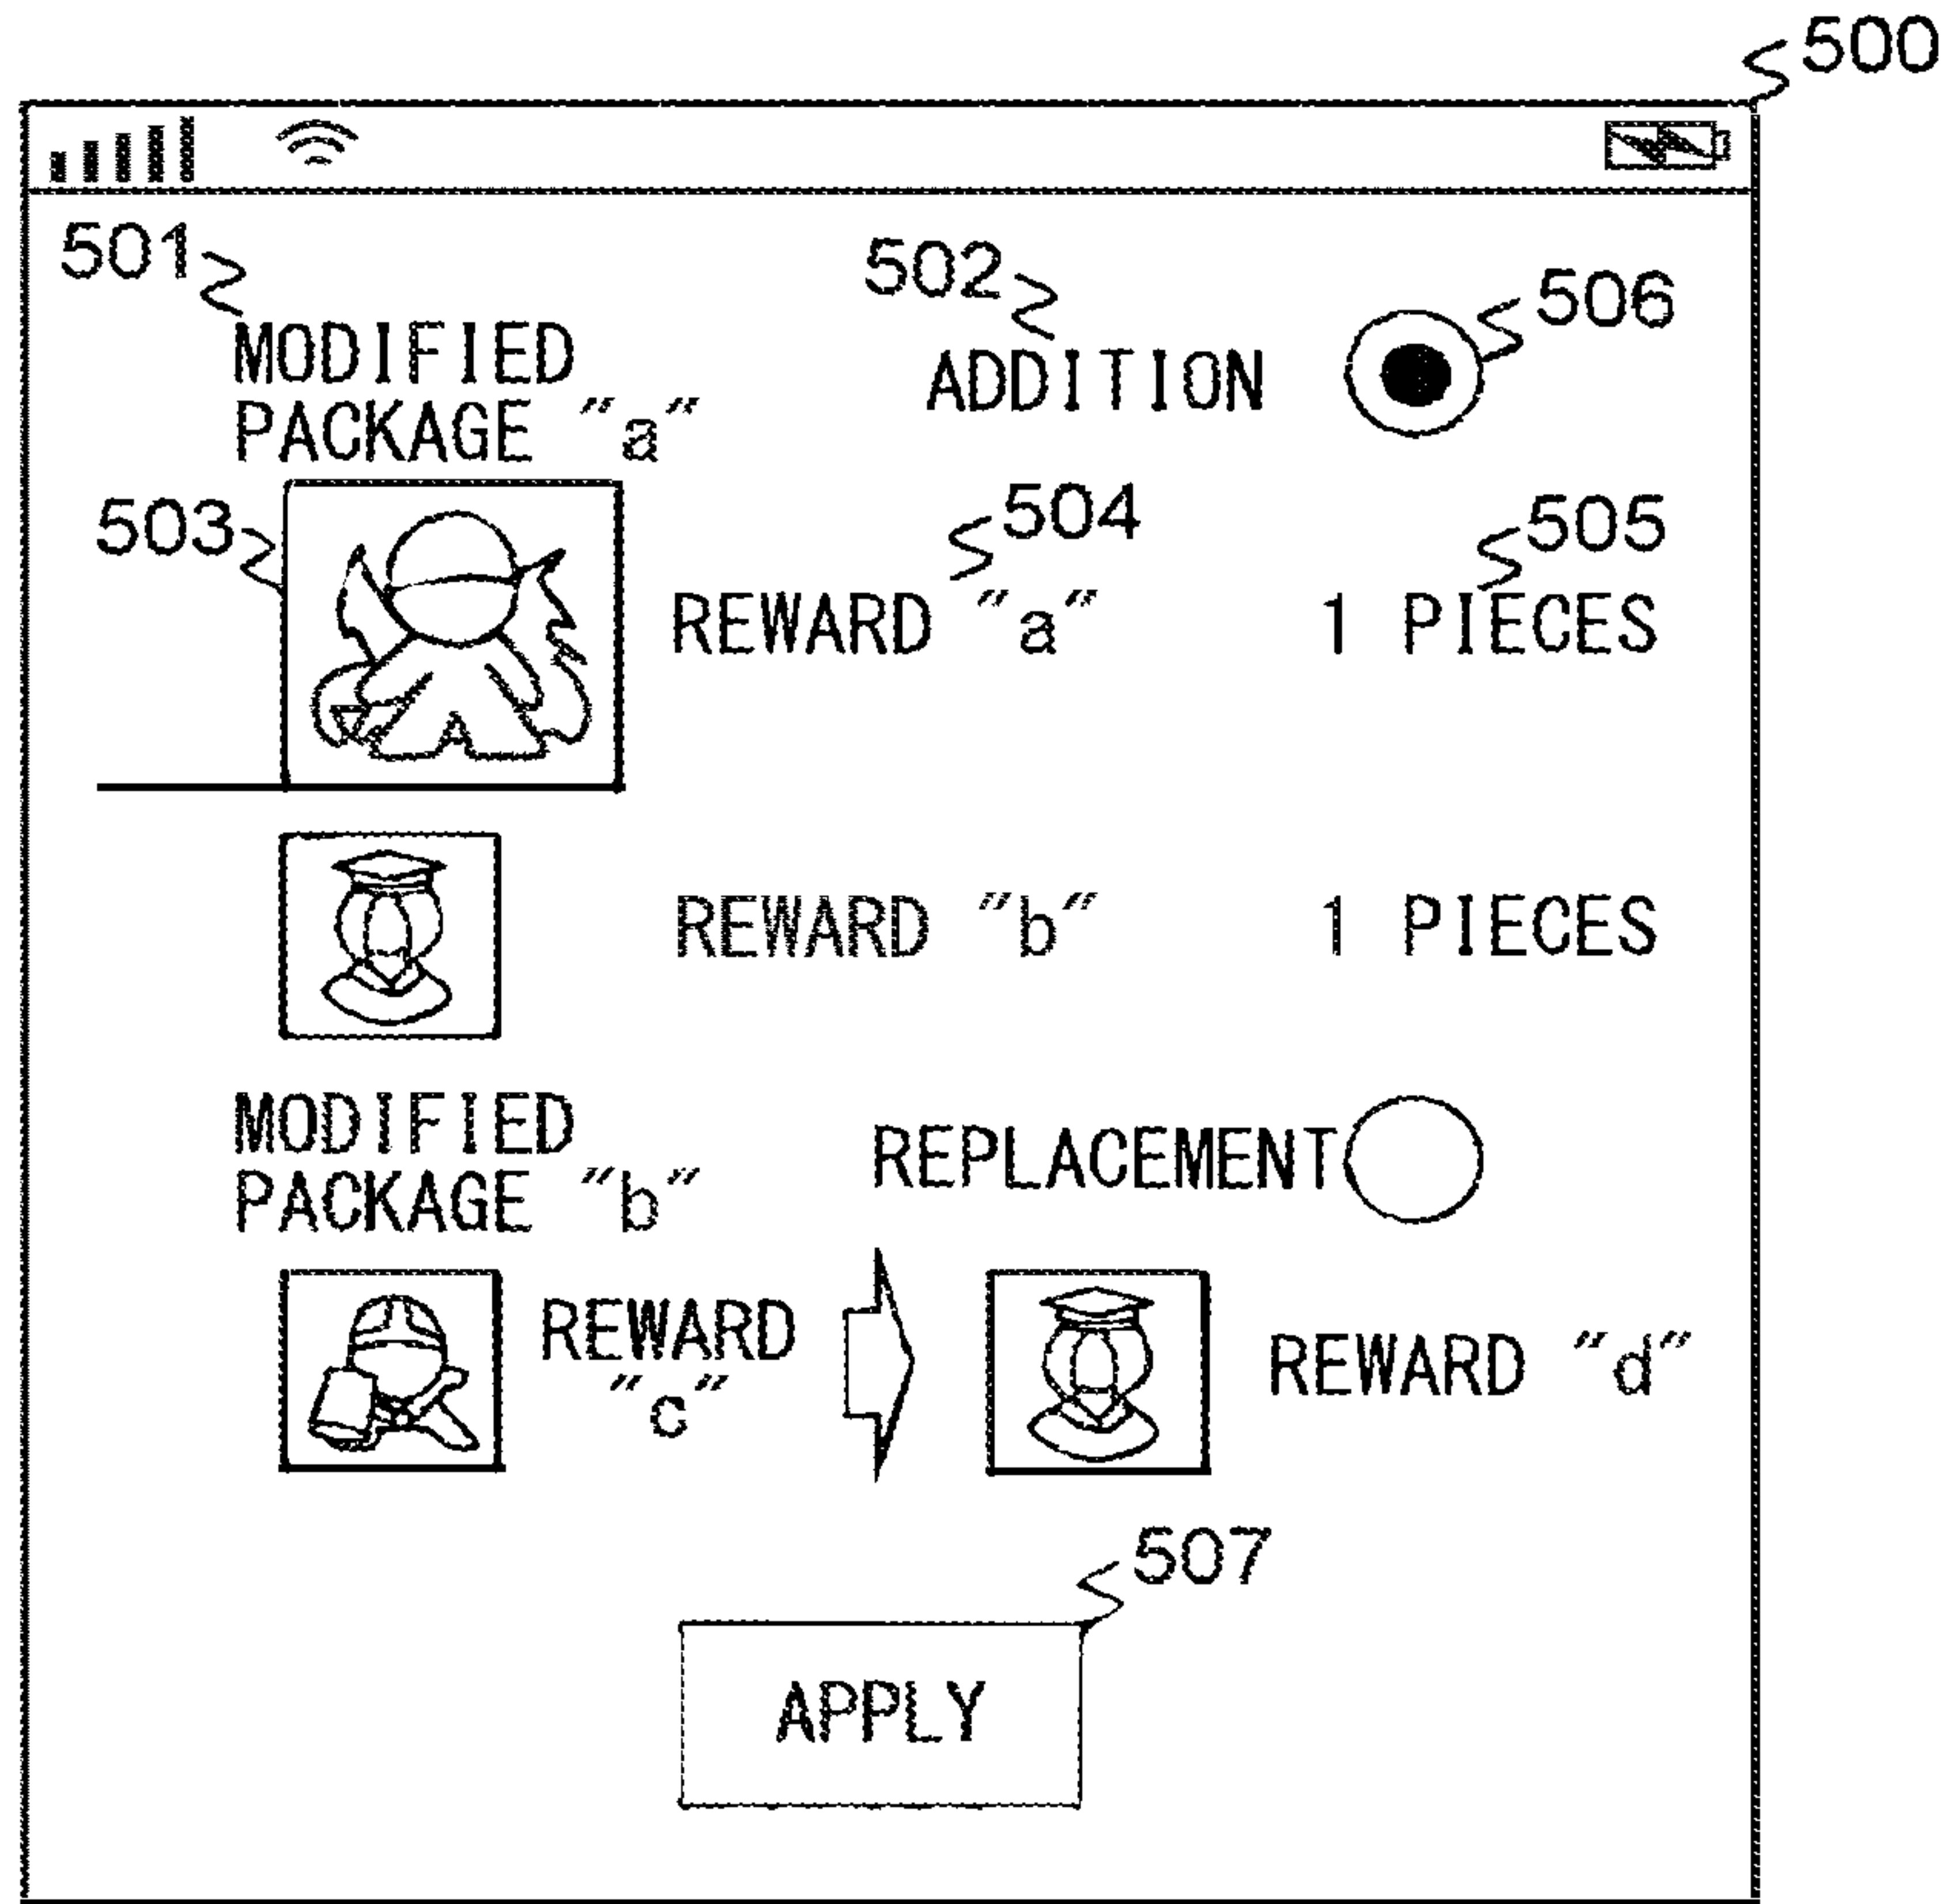 500
501
502
506
MODIFIED
PACKAGE "a"
ADDITION
503
504
505
REWARD "a"
1 PIECES
REWARD "b"
1 PIECES
MODIFIED
PACKAGE "b"
REPLACEMENT
REWARD
"c"
REWARD "d"
507
APPLY